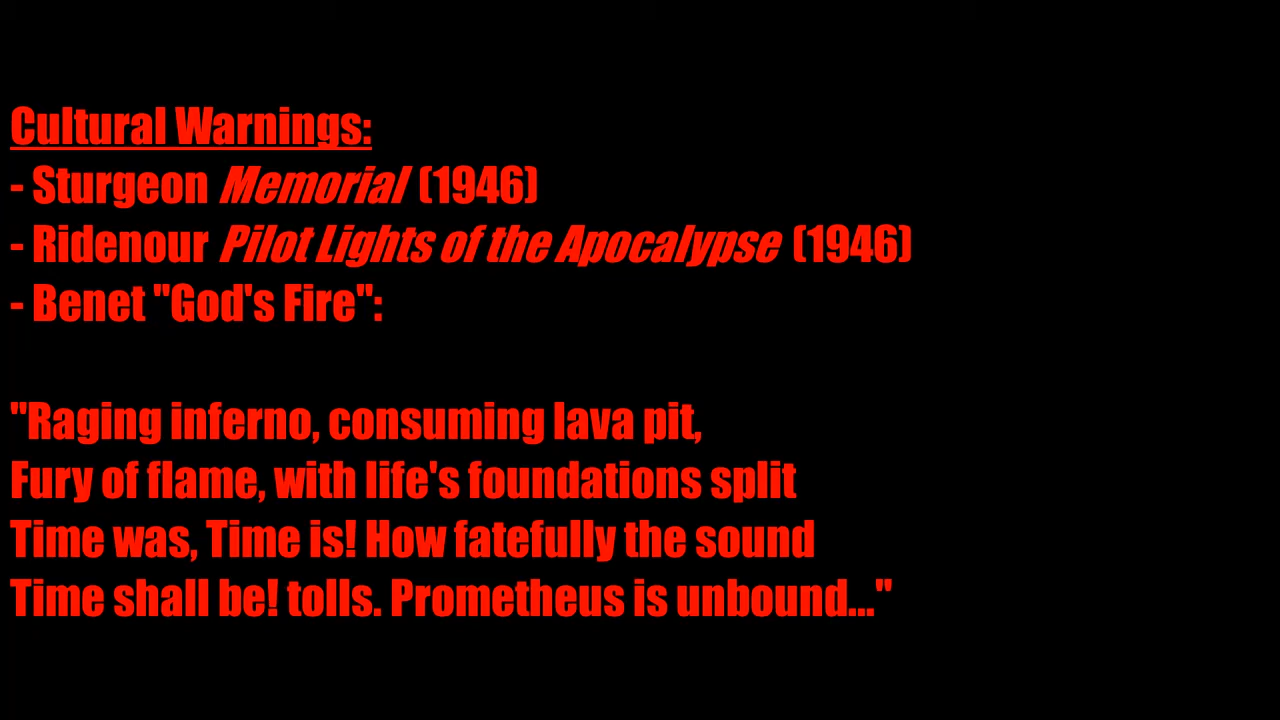 Cultural Warnings:
- Sturgeon Memorial (1946)
- Ridenour Pilot Lights of the Apocalypse (1946)
- Benet "God's Fire":
"Raging inferno, consuming lava pit,
Fury of flame, with life's foundations split
Time was, Time is! How fatefully the sound
Time shall be! tolls. Prometheus is unbound..."